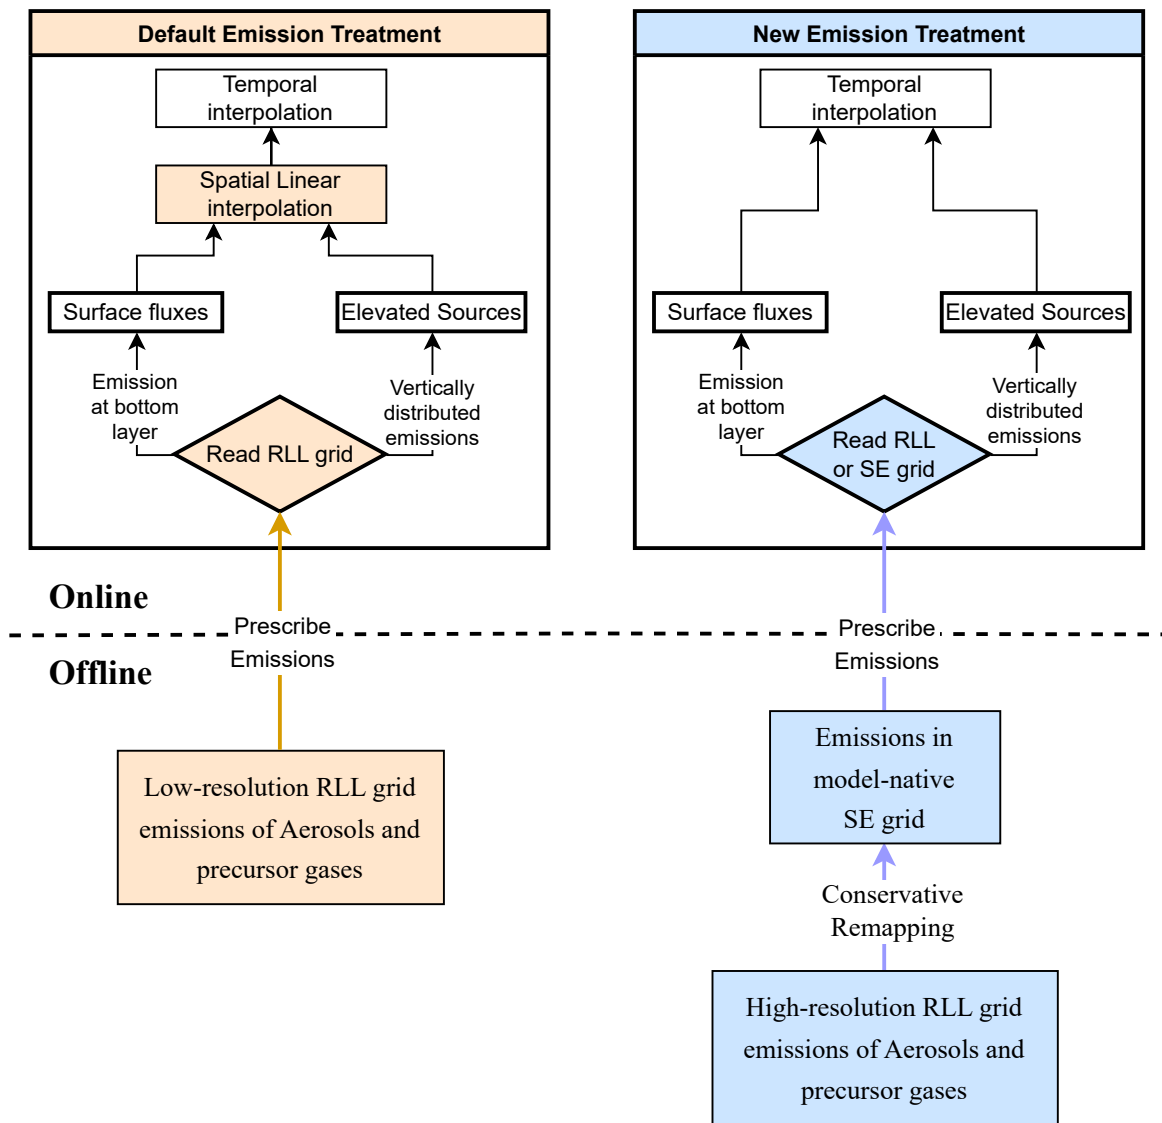 Default Emission Treatment
Temporal
interpolation
Spatial Linear
interpolation
Surface fluxes
Elevated Sources
Emission
at bottom
layer
Vertically
distributed
emissions
Read RLL grid
New Emission Treatment
Temporal
interpolation
Surface fluxes
Elevated Sources
Emission
at bottom
layer
Vertically
distributed
emissions
Read RLL
or SE grid
Online
Prescribe
Emissions
Prescribe
Emissions
Offline
Low-resolution RLL grid
emissions of Aerosols and
precursor gases
Emissions in
model-native
SE grid
Conservative
Remapping
High-resolution RLL grid
emissions of Aerosols and
precursor gases